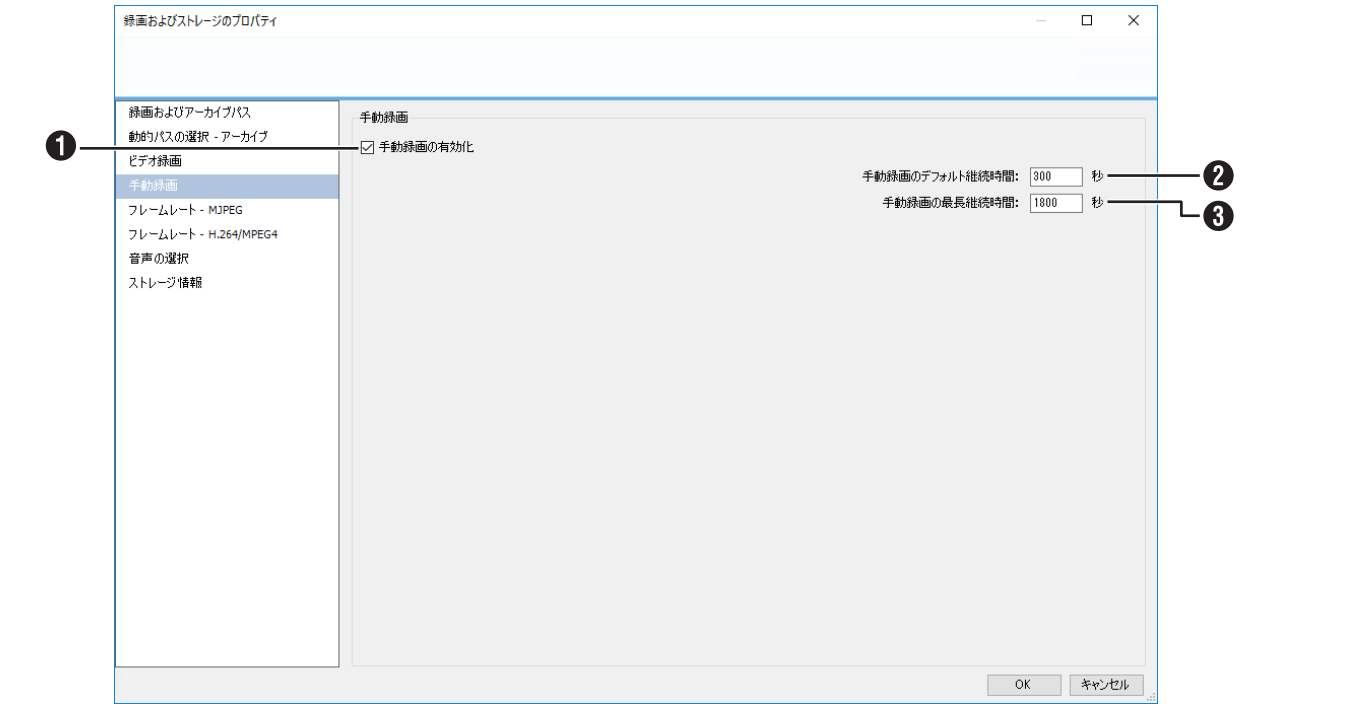 録画およびストレージのプロパティ
録画およびアーカイブパス
動的パスの選択 - アーカイブ
ビデオ録画
手動録画
フレームレート - MJPEG
フレームレート - H.264/MPEG4
音声の選択
ストレージ情報
手動録画
手動録画の有効化
手動録画のデフォルト継続時間: 300 秒
手動録画の最長継続時間: 1800 秒
❶
❷
❸
OK キャンセル